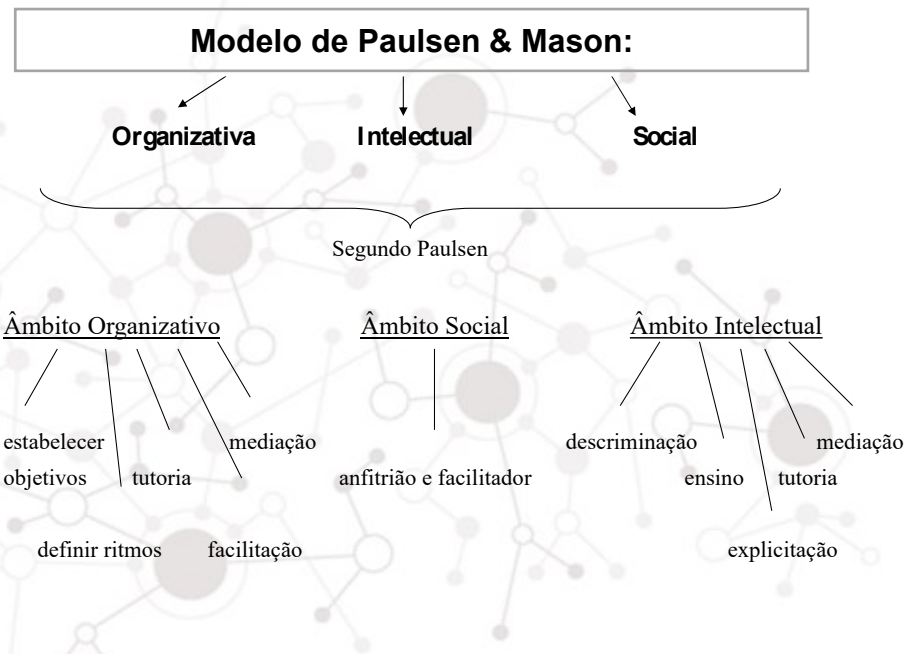 Modelo de Paulsen & Mason:
Organizativa Intelectual Social
Segundo Paulsen
Âmbito Organizativo Âmbito Social Âmbito Intelectual
estabelecer mediação descriminação mediação
objetivos tutoria anfitrião e facilitador ensino tutoria
definir ritmos facilitação explicitação